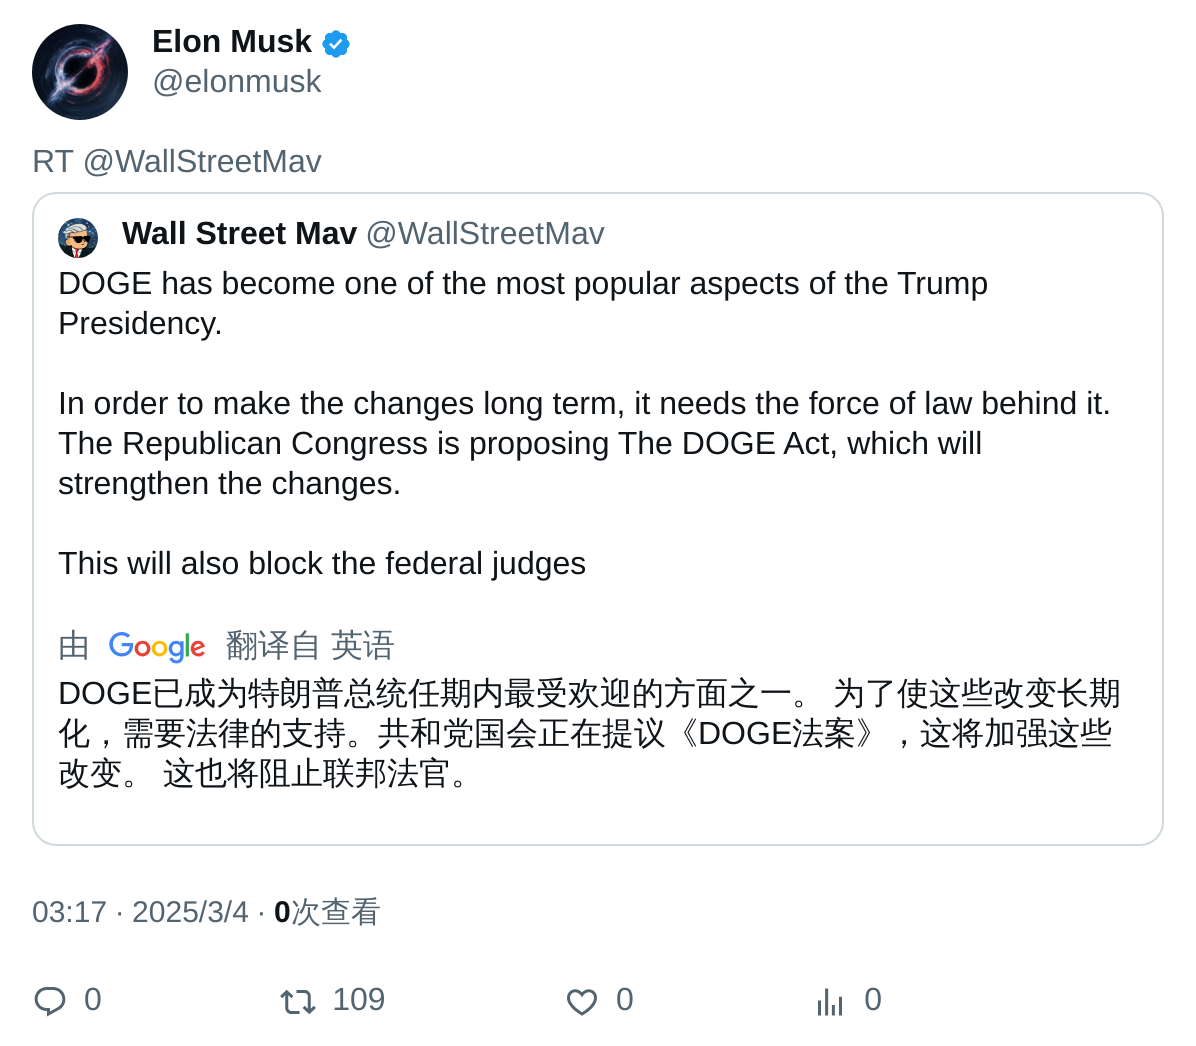 Elon Musk
@elonmusk
RT @WallStreetMav
Wall Street Mav @WallStreetMav
DOGE has become one of the most popular aspects of the Trump
Presidency.
In order to make the changes long term, it needs the force of law behind it.
The Republican Congress is proposing The DOGE Act, which will
strengthen the changes.
This will also block the federal judges
由 Google 翻译自 英语
DOGE已成为特朗普总统任期内最受欢迎的方面之一。 为了使这些改变长期
化，需要法律的支持。共和党国会正在提议《DOGE法案》，这将加强这些
改变。 这也将阻止联邦法官。
03:17 · 2025/3/4 · 0次查看
0 109 0 0